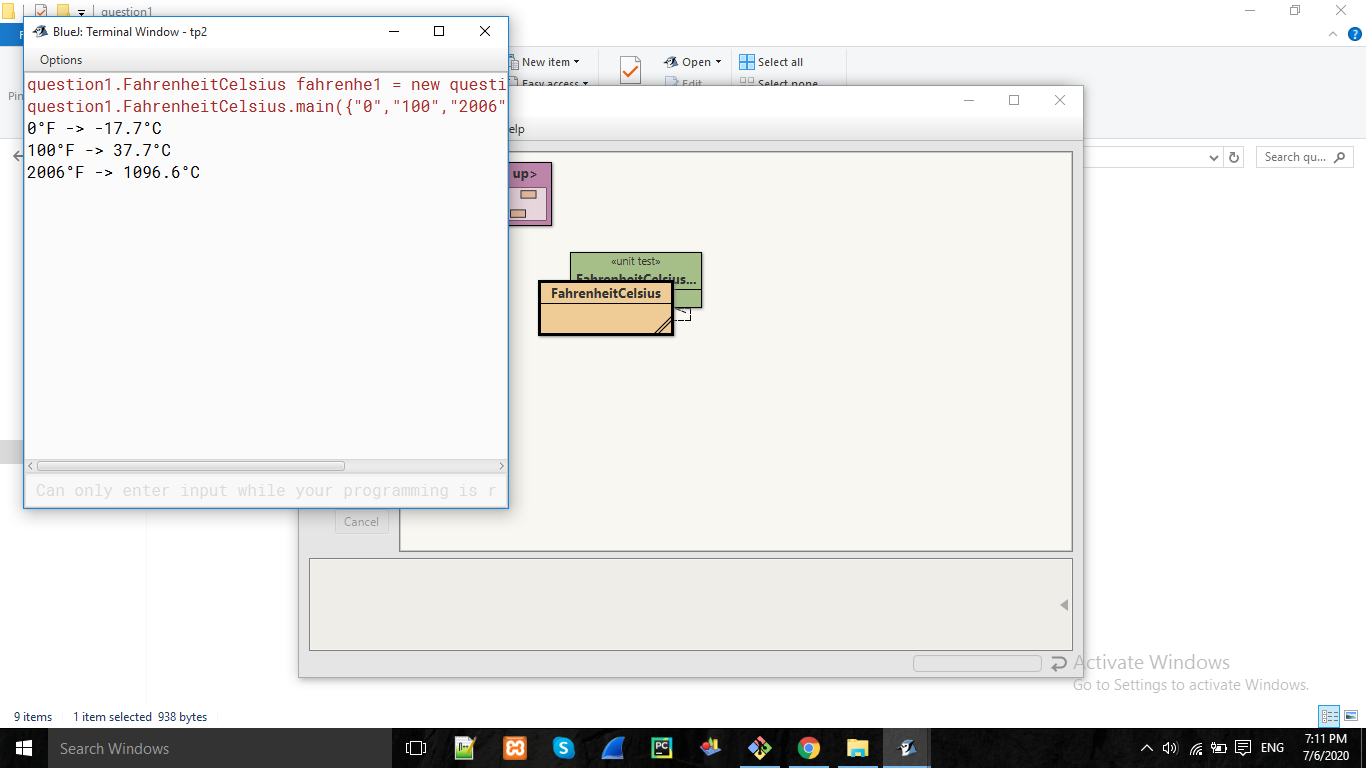 question1
BlueJ: Terminal Window - tp2
Options
question1.FahrenheitCelsius fahrenhe1 = new questi
question1.FahrenheitCelsius.main({"0","100","2006"
0°F -> -17.7°C
100°F -> 37.7°C
2006°F -> 1096.6°C
Can only enter input while your programming is r
New item
Easy access
Open
Edit
Select all
Select none
Pin
elp
Search qu...
up>
«unit test»
FahrenheitCelsius...
FahrenheitCelsius
Cancel
Activate Windows
Go to Settings to activate Windows.
9 items
1 item selected 938 bytes
Search Windows
ENG
7:11 PM
7/6/2020